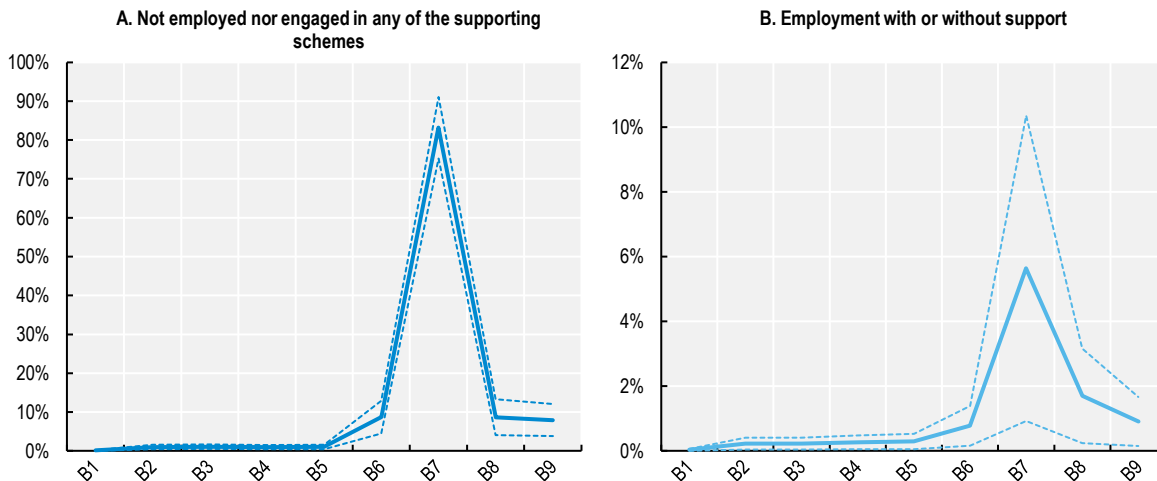 A. Not employed nor engaged in any of the supporting
schemes
100%
90%
80%
70%
60%
50%
40%
30%
20%
10%
0%
B1
B2
B3
B4
B5
B6
B7
B8
B9
B. Employment with or without support
12%
10%
8%
6%
4%
2%
0%
B1
B2
B3
B4
B5
B6
B7
B8
B9